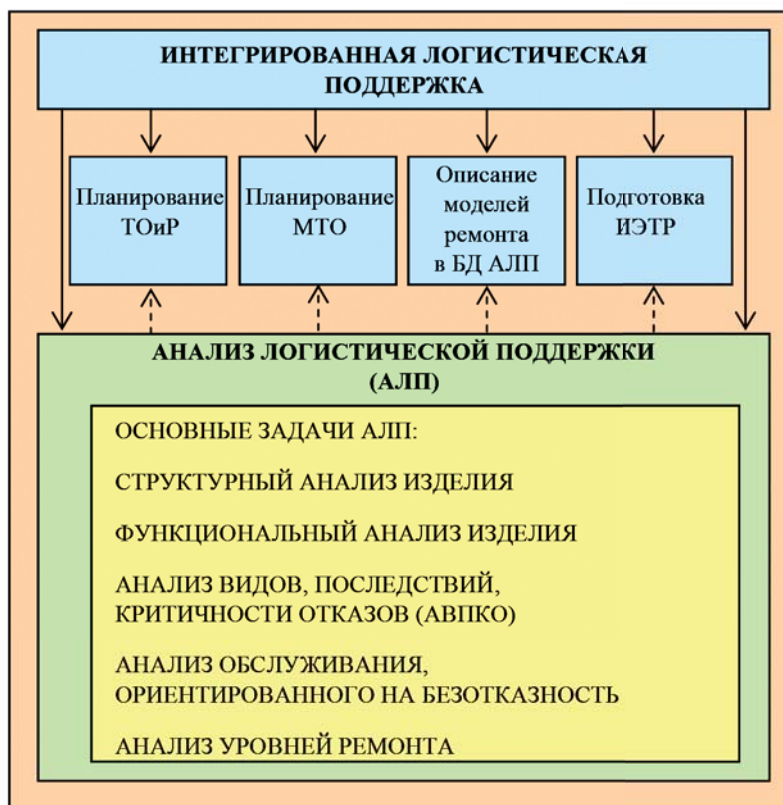 ИНТЕГРИРОВАННАЯ ЛОГИСТИЧЕСКАЯ
ПОДДЕРЖКА
Планирование
ТОиР
Планирование
МТО
Описание
моделей
ремонта
в БД АЛП
Подготовка
ИЭТР
АНАЛИЗ ЛОГИСТИЧЕСКОЙ ПОДДЕРЖКИ
(АЛП)
ОСНОВНЫЕ ЗАДАЧИ АЛП:
СТРУКТУРНЫЙ АНАЛИЗ ИЗДЕЛИЯ
ФУНКЦИОНАЛЬНЫЙ АНАЛИЗ ИЗДЕЛИЯ
АНАЛИЗ ВИДОВ, ПОСЛЕДСТВИЙ,
КРИТИЧНОСТИ ОТКАЗОВ (АВПКО)
АНАЛИЗ ОБСЛУЖИВАНИЯ,
ОРИЕНТИРОВАННОГО НА БЕЗОТКАЗНОСТЬ
АНАЛИЗ УРОВНЕЙ РЕМОНТА